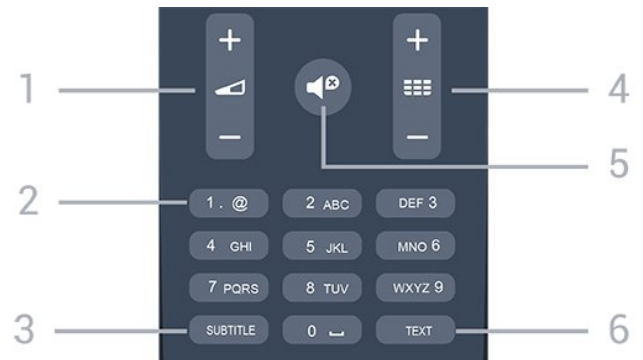 + +
1 4
- -
5
2 1 . @ 2 ABC DEF 3
4 GHI 5 JKL MNO 6
7 PQRS 8 TUV WXYZ 9
3 SUBTITLE 0 ⌴ TEXT 6